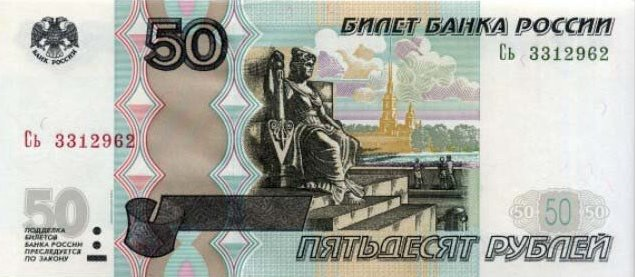 50
БИЛЕТ БАНКА РОССИИ
БАНК РОССИИ
Сь 3312962
Сь 3312962
50
50 50 50
ПОДДЕЛКА
БИЛЕТОВ
БАНКА РОССИИ
ПРЕСЛЕДУЕТСЯ
ПО ЗАКОНУ
ПЯТЬДЕСЯТ РУБЛЕЙ